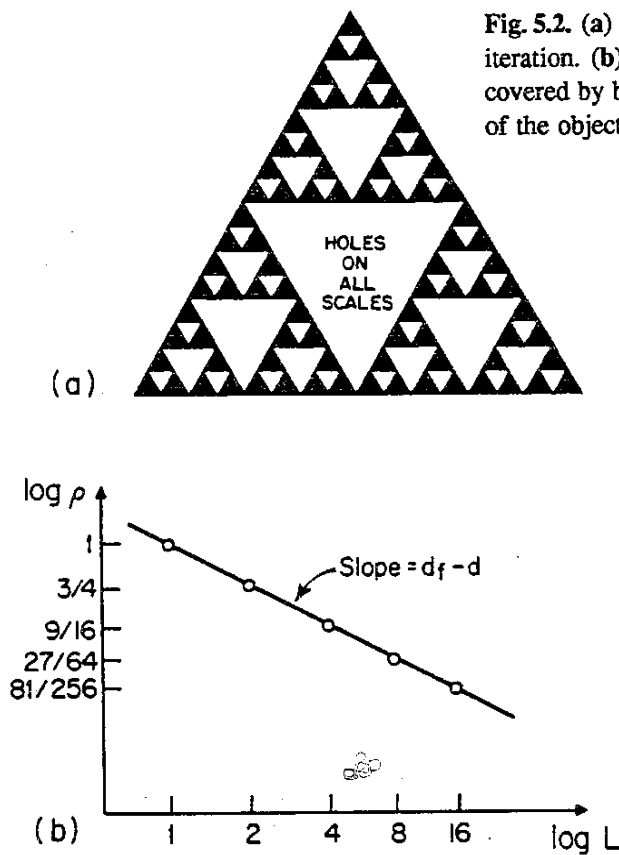 Fig. 5.2. (a)
iteration. (b)
covered by b
of the object
HOLES
ON
ALL
SCALES
(a)
log ρ
1
3/4
9/16
27/64
81/256
Slope = d_f - d
(b)
1 2 4 8 16 log L